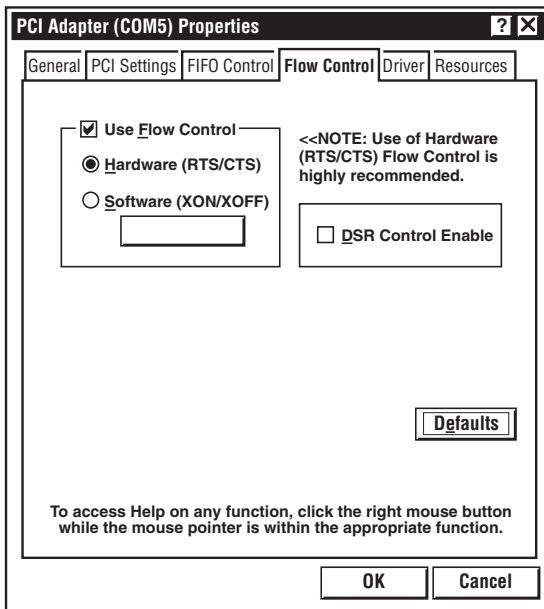 PCI Adapter (COM5) Properties ? X
General PCI Settings FIFO Control Flow Control Driver Resources
Use Flow Control
Hardware (RTS/CTS)
Software (XON/XOFF)
<<NOTE: Use of Hardware
(RTS/CTS) Flow Control is
highly recommended.
DSR Control Enable
Defaults
To access Help on any function, click the right mouse button
while the mouse pointer is within the appropriate function.
OK Cancel